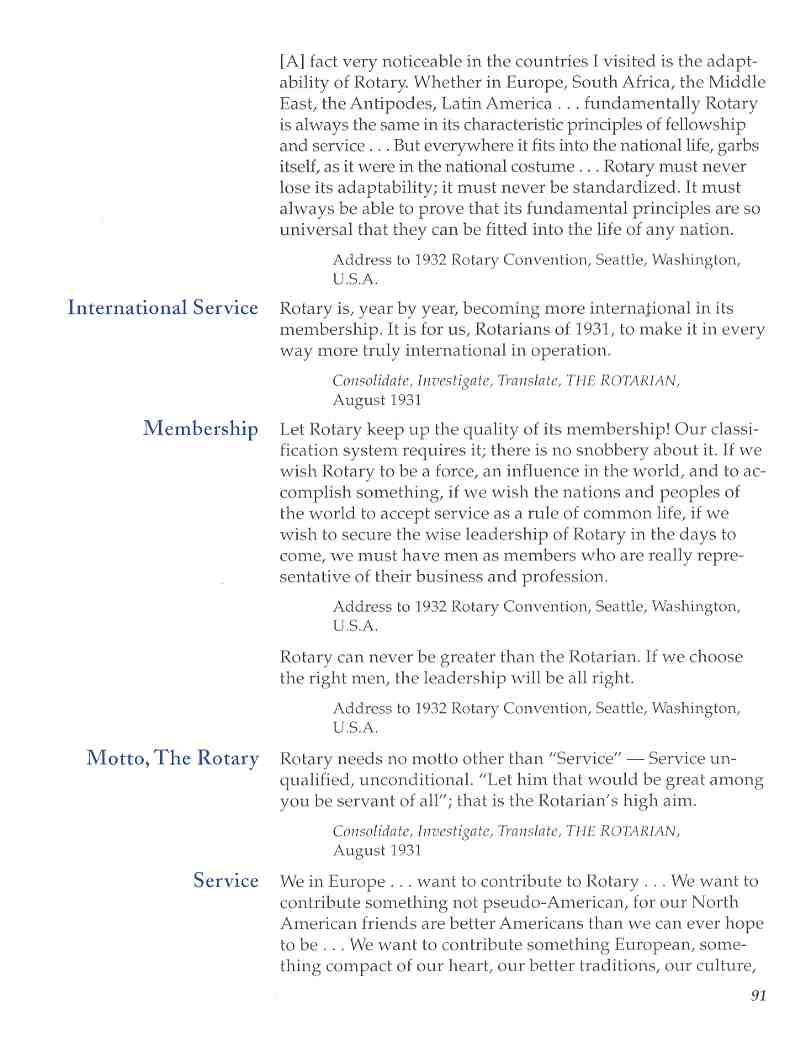 [A] fact very noticeable in the countries I visited is the adapt-
ability of Rotary. Whether in Europe, South Africa, the Middle
East, the Antipodes, Latin America . . . fundamentally Rotary
is always the same in its characteristic principles of fellowship
and service . . . But everywhere it fits into the national life, garbs
itself, as it were in the national costume . . . Rotary must never
lose its adaptability; it must never be standardized. It must
always be able to prove that its fundamental principles are so
universal that they can be fitted into the life of any nation.
Address to 1932 Rotary Convention, Seattle, Washington,
U.S.A.
International Service
Rotary is, year by year, becoming more international in its
membership. It is for us, Rotarians of 1931, to make it in every
way more truly international in operation.
Consolidate, Investigate, Translate, THE ROTARIAN,
August 1931
Membership
Let Rotary keep up the quality of its membership! Our classi-
fication system requires it; there is no snobbery about it. If we
wish Rotary to be a force, an influence in the world, and to ac-
complish something, if we wish the nations and peoples of
the world to accept service as a rule of common life, if we
wish to secure the wise leadership of Rotary in the days to
come, we must have men as members who are really repre-
sentative of their business and profession.
Address to 1932 Rotary Convention, Seattle, Washington,
U.S.A.
Rotary can never be greater than the Rotarian. If we choose
the right men, the leadership will be all right.
Address to 1932 Rotary Convention, Seattle, Washington,
U.S.A.
Motto, The Rotary
Rotary needs no motto other than "Service" — Service un-
qualified, unconditional. "Let him that would be great among
you be servant of all"; that is the Rotarian's high aim.
Consolidate, Investigate, Translate, THE ROTARIAN,
August 1931
Service
We in Europe . . . want to contribute to Rotary . . . We want to
contribute something not pseudo-American, for our North
American friends are better Americans than we can ever hope
to be . . . We want to contribute something European, some-
thing compact of our heart, our better traditions, our culture,
91